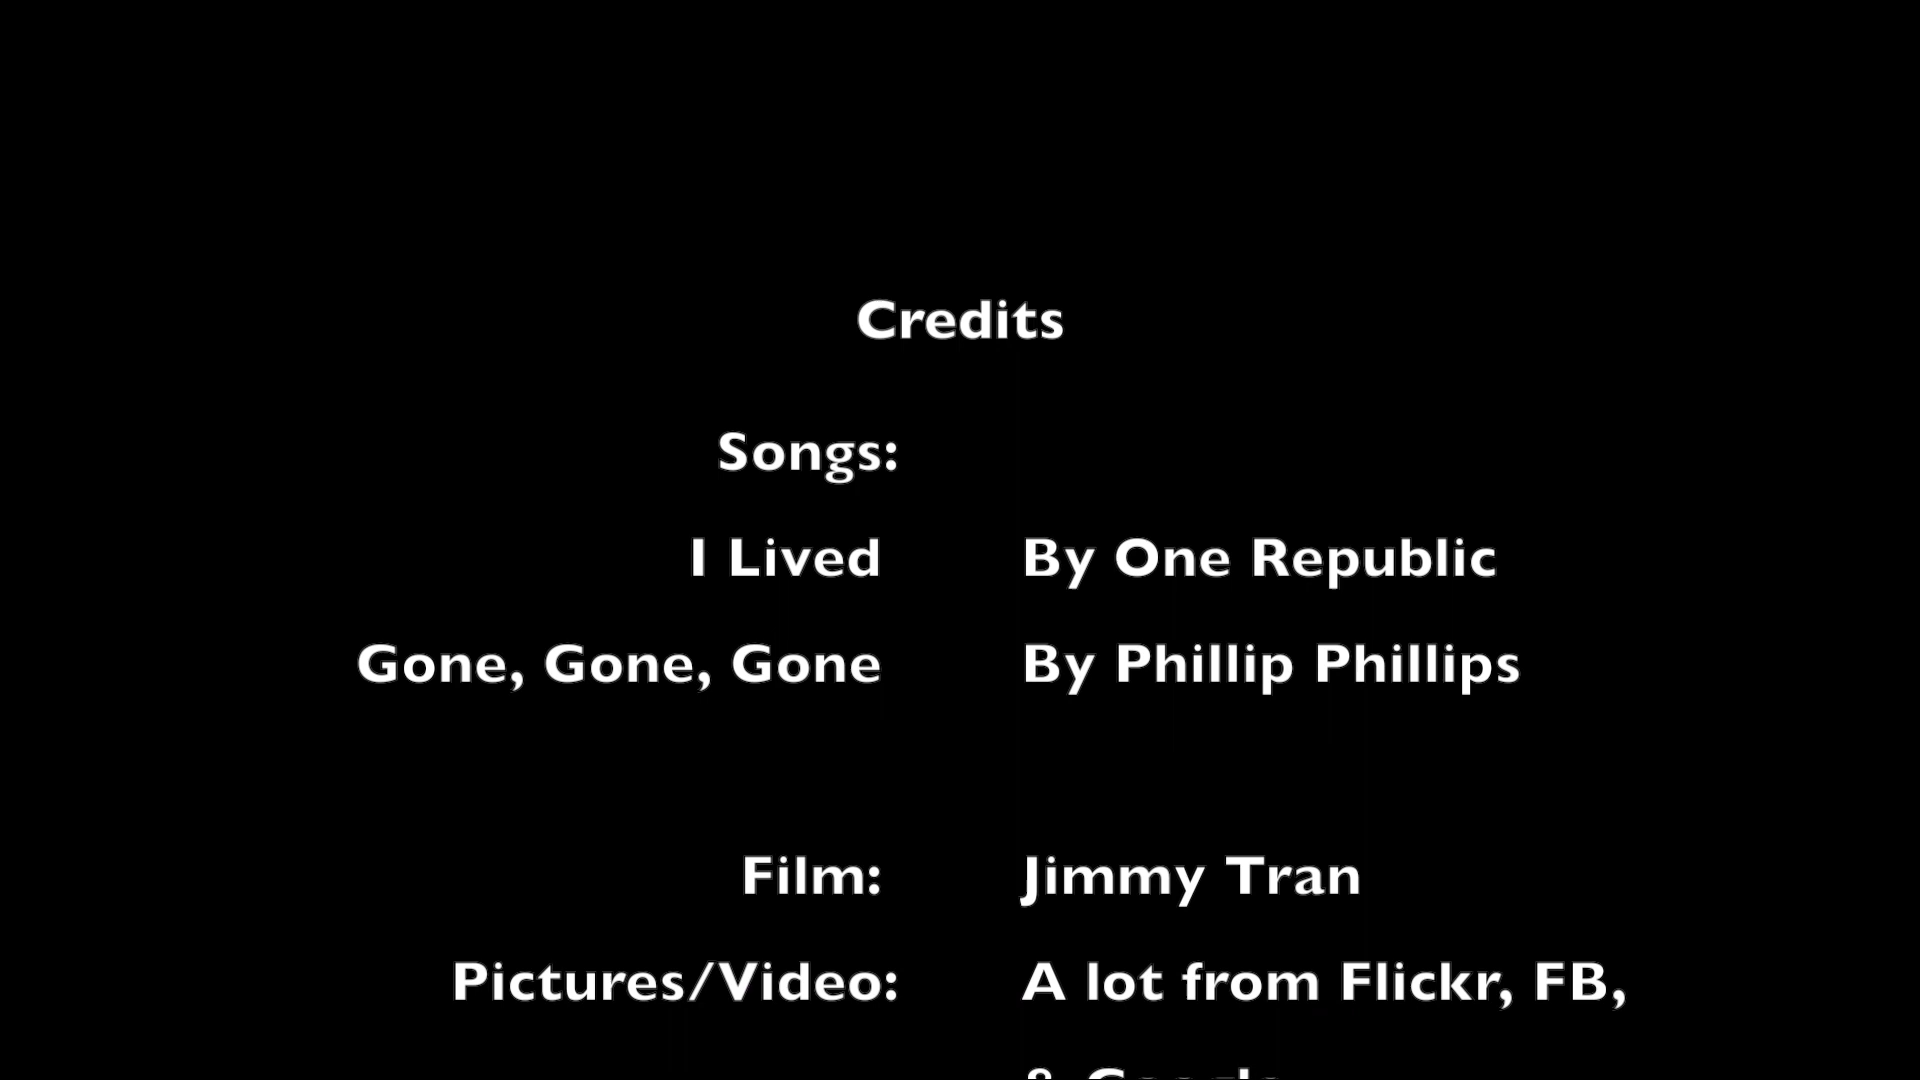 Credits
Songs:
I Lived By One Republic
Gone, Gone, Gone By Phillip Phillips
Film: Jimmy Tran
Pictures/Video: A lot from Flickr, FB,
& Google